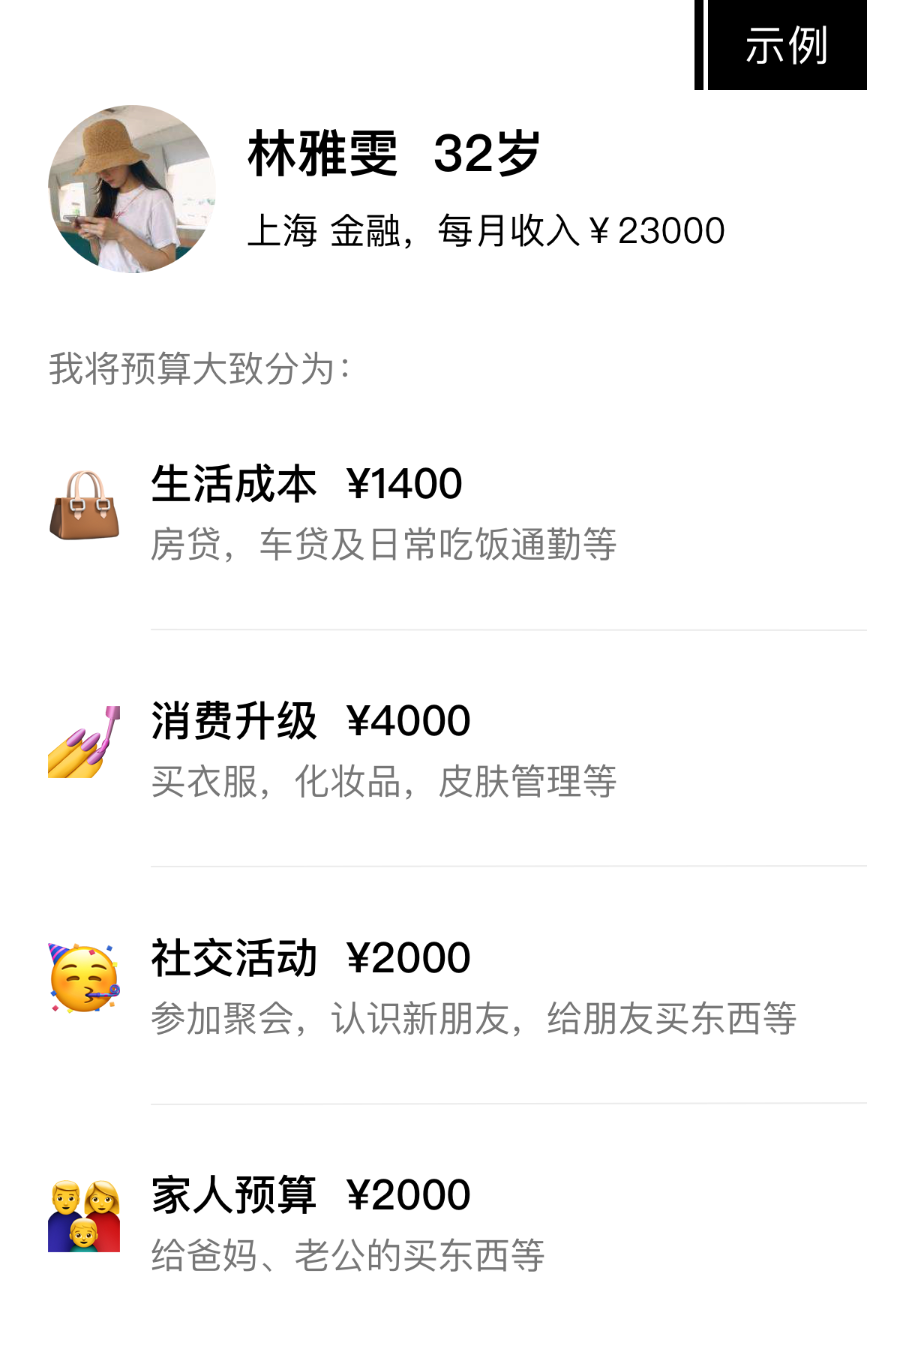 示例
林雅雯 32岁
上海 金融，每月收入￥23000
我将预算大致分为：
生活成本 ¥1400
房贷，车贷及日常吃饭通勤等
消费升级 ¥4000
买衣服，化妆品，皮肤管理等
社交活动 ¥2000
参加聚会，认识新朋友，给朋友买东西等
家人预算 ¥2000
给爸妈、老公的买东西等